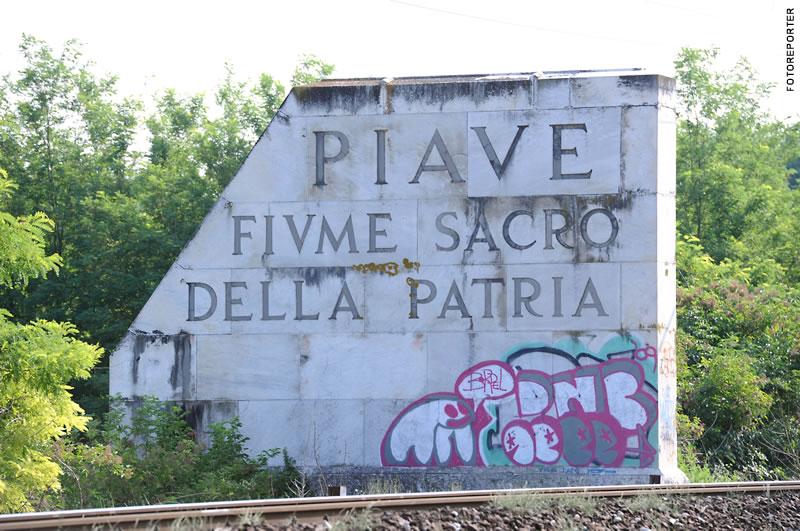 PIAVE
FIVME SACRO
DELLA PATRIA
FOTOREPORTER